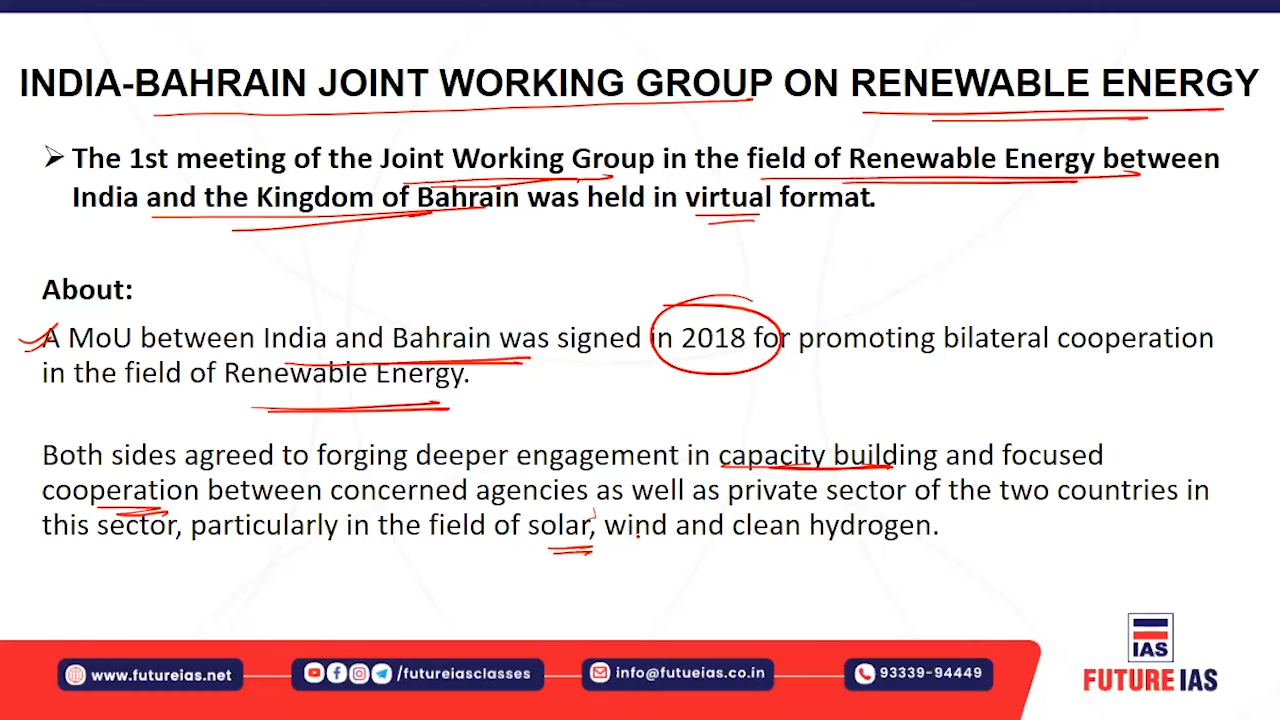 INDIA-BAHRAIN JOINT WORKING GROUP ON RENEWABLE ENERGY
The 1st meeting of the Joint Working Group in the field of Renewable Energy between
India and the Kingdom of Bahrain was held in virtual format.
About:
A MoU between India and Bahrain was signed in 2018 for promoting bilateral cooperation
in the field of Renewable Energy.
Both sides agreed to forging deeper engagement in capacity building and focused
cooperation between concerned agencies as well as private sector of the two countries in
this sector, particularly in the field of solar, wind and clean hydrogen.
www.futureias.net
/futureiasclasses
info@futueias.co.in
93339-94449
IAS
FUTURE IAS